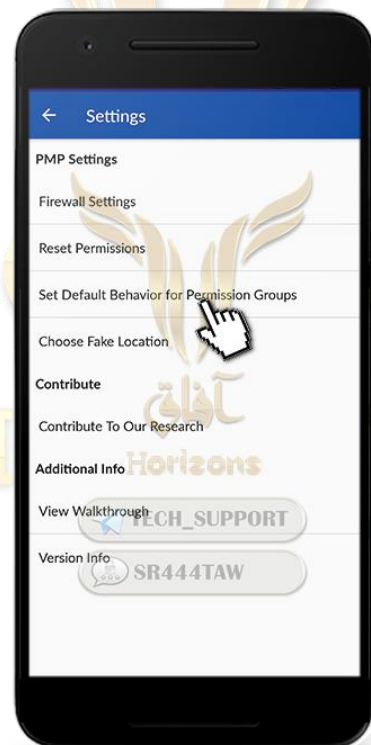 Settings
PMP Settings
Firewall Settings
Reset Permissions
Set Default Behavior for Permission Groups
Choose Fake Location
Contribute
آفاق
Contribute To Our Research
Additional Info
Horizons
View Walkthrough
TECH_SUPPORT
Version Info
SR444TAW